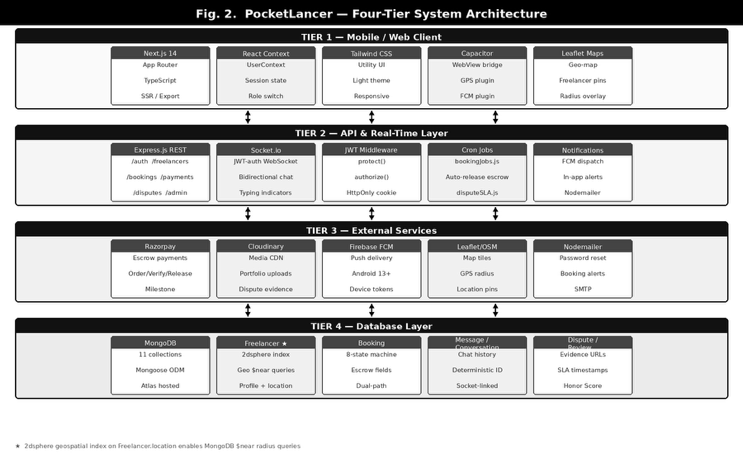 Fig. 2.  PocketLancer — Four-Tier System Architecture
TIER 1 — Mobile / Web Client
Next.js 14
App Router
TypeScript
SSR / Export
React Context
UserContext
Session state
Role switch
Tailwind CSS
Utility UI
Light theme
Responsive
Capacitor
WebView bridge
GPS plugin
FCM plugin
Leaflet Maps
Geo-map
Freelancer pins
Radius overlay
TIER 2 — API & Real-Time Layer
Express.js REST
/auth /freelancers
/bookings /payments
/disputes /admin
Socket.io
JWT-auth WebSocket
Bidirectional chat
Typing indicators
JWT Middleware
protect()
authorize()
HttpOnly cookie
Cron Jobs
bookingJobs.js
Auto-release escrow
disputeSLA.js
Notifications
FCM dispatch
In-app alerts
Nodemailer
TIER 3 — External Services
Razorpay
Escrow payments
Order/Verify/Release
Milestone
Cloudinary
Media CDN
Portfolio uploads
Dispute evidence
Firebase FCM
Push delivery
Android 13+
Device tokens
Leaflet/OSM
Map tiles
GPS radius
Location pins
Nodemailer
Password reset
Booking alerts
SMTP
TIER 4 — Database Layer
MongoDB
11 collections
Mongoose ODM
Atlas hosted
Freelancer ★
2dsphere index
Geo $near queries
Profile + location
Booking
8-state machine
Escrow fields
Dual-path
Message /
Conversation
Chat history
Deterministic ID
Socket-linked
Dispute /
Review
Evidence URLs
SLA timestamps
Honor Score
★ 2dsphere geospatial index on Freelancer.location enables MongoDB $near radius queries